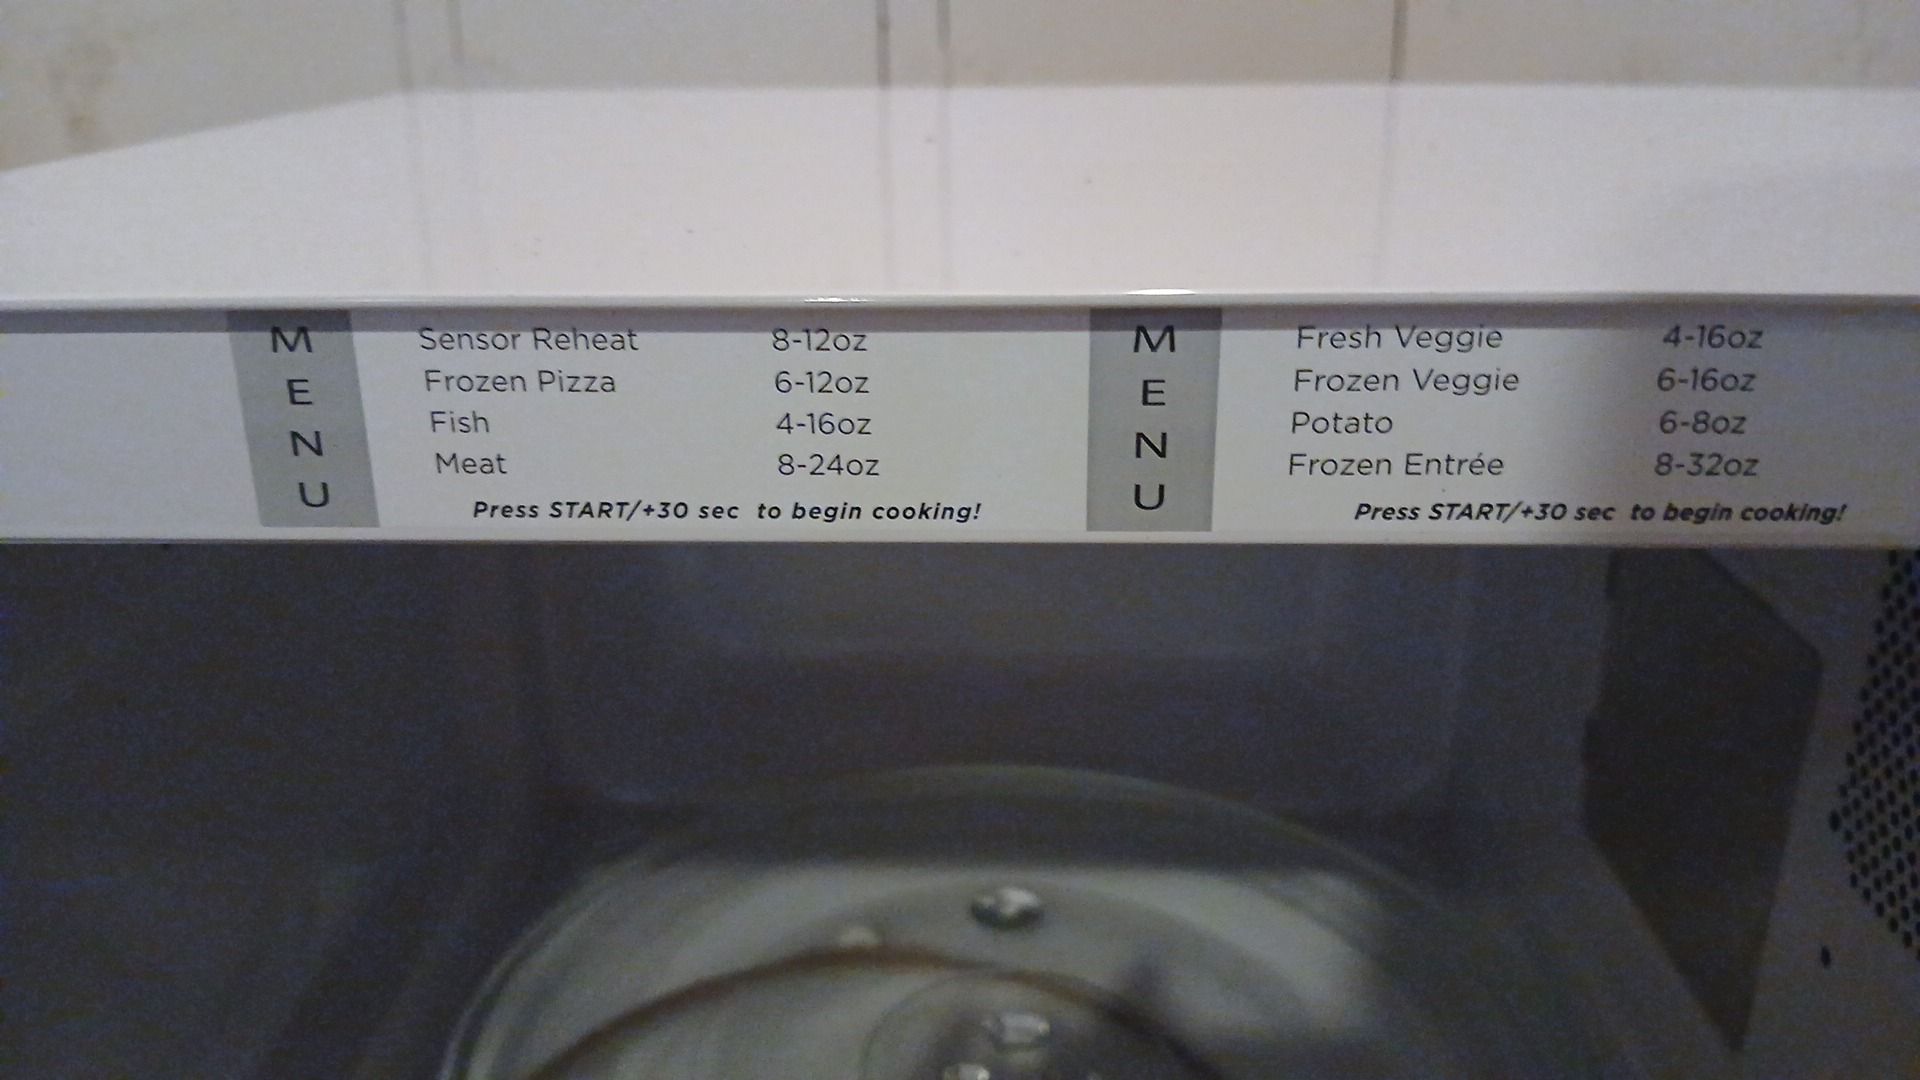 MENU
Sensor Reheat 8-12oz
Frozen Pizza 6-12oz
Fish 4-16oz
Meat 8-24oz
Press START/+30 sec to begin cooking!
MENU
Fresh Veggie 4-16oz
Frozen Veggie 6-16oz
Potato 6-8oz
Frozen Entrée 8-32oz
Press START/+30 sec to begin cooking!